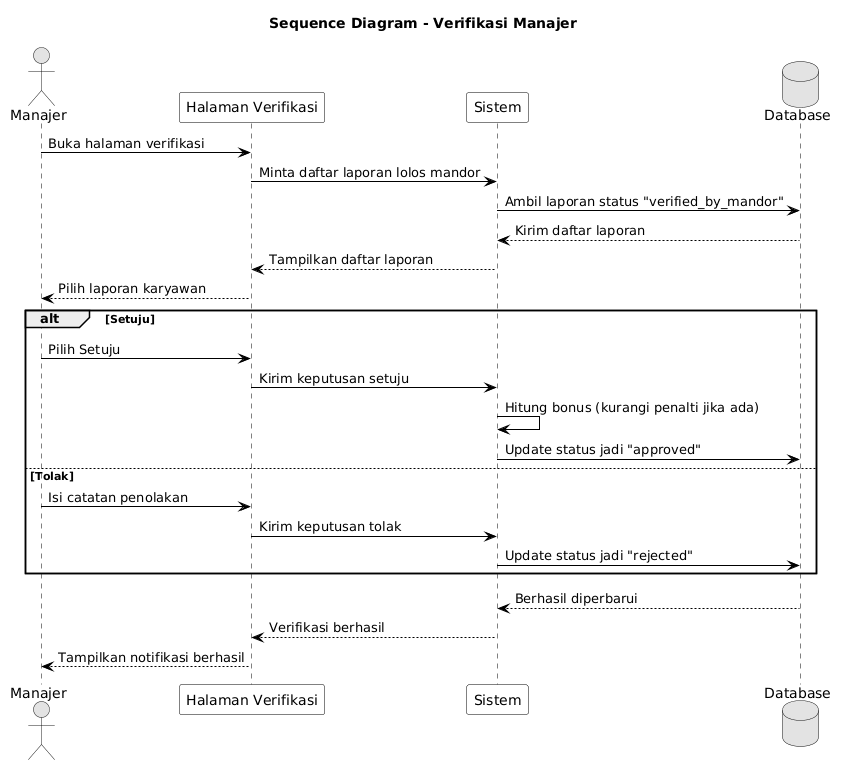 Sequence Diagram - Verifikasi Manajer
Manajer
Halaman Verifikasi
Sistem
Database
Buka halaman verifikasi
Minta daftar laporan lolos mandor
Ambil laporan status "verified_by_mandor"
Kirim daftar laporan
Tampilkan daftar laporan
Pilih laporan karyawan
alt [Setuju]
Pilih Setuju
Kirim keputusan setuju
Hitung bonus (kurangi penalti jika ada)
Update status jadi "approved"
[Tolak]
Isi catatan penolakan
Kirim keputusan tolak
Update status jadi "rejected"
Berhasil diperbarui
Verifikasi berhasil
Tampilkan notifikasi berhasil
Manajer
Halaman Verifikasi
Sistem
Database